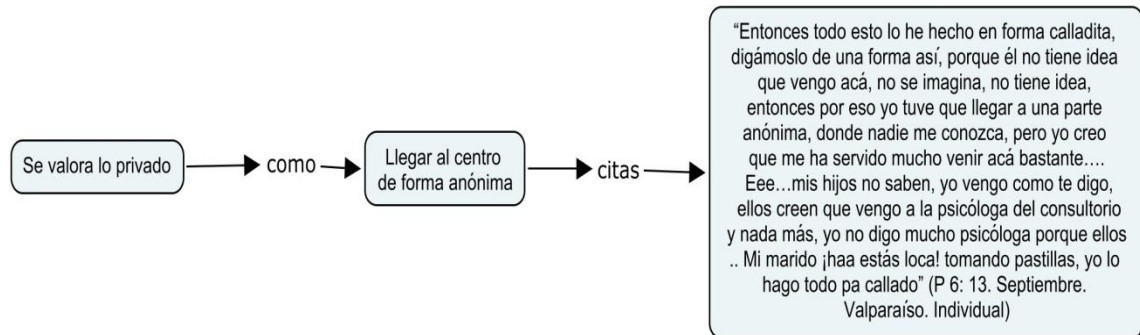 Se valora lo privado
como
Llegar al centro
de forma anónima
citas
“Entonces todo esto lo he hecho en forma calladita,
digámoslo de una forma así, porque él no tiene idea
que vengo acá, no se imagina, no tiene idea,
entonces por eso yo tuve que llegar a una parte
anónima, donde nadie me conozca, pero yo creo
que me ha servido mucho venir acá bastante….
Eee…mis hijos no saben, yo vengo como te digo,
ellos creen que vengo a la psicóloga del consultorio
y nada más, yo no digo mucho psicóloga porque ellos
.. Mi marido ¡haa estás loca! tomando pastillas, yo lo
hago todo pa callado” (P 6: 13. Septiembre.
Valparaíso. Individual)